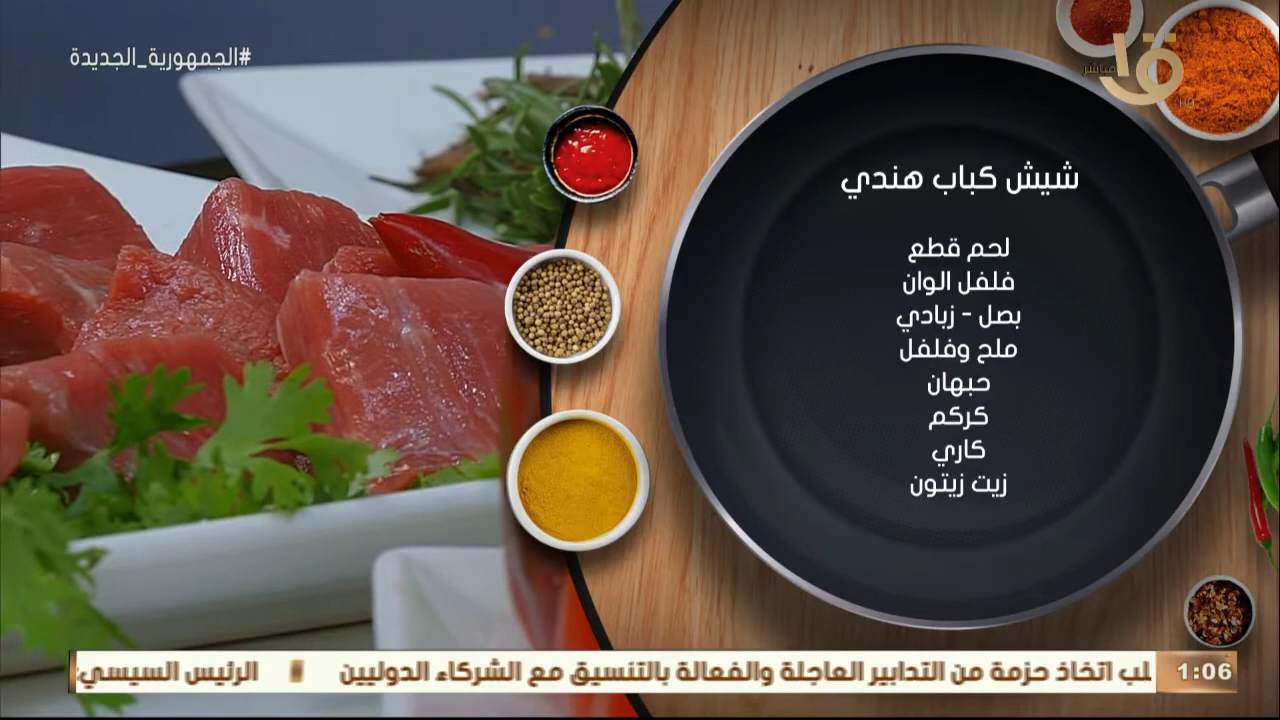 #الجمهورية_الجديدة
مباشر
شيش كباب هندي
لحم قطع
فلفل الوان
بصل - زبادي
ملح وفلفل
حبهان
كركم
كاري
زيت زيتون
اتخاذ حزمة من التدابير العاجلة والفعالة بالتنسيق مع الشركاء الدوليين
الرئيس السيسي:
1:06